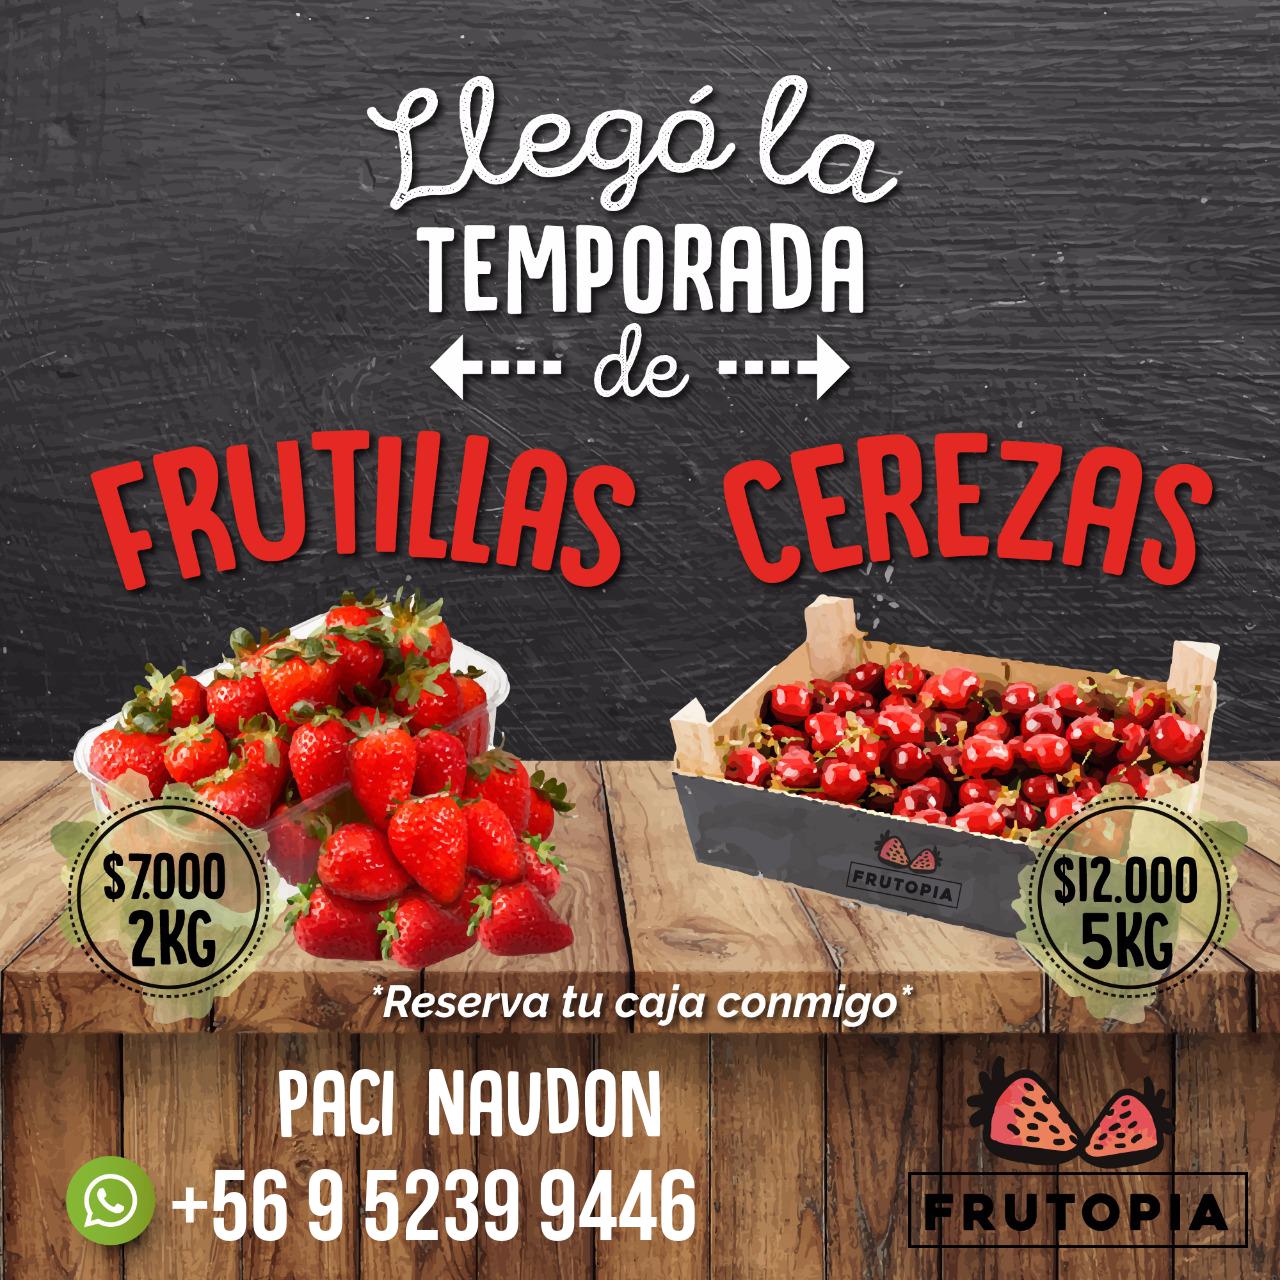 Llegó la
TEMPORADA
de
FRUTILLAS
CEREZAS
FRUTOPIA
$7.000
2KG
$12.000
5KG
*Reserva tu caja conmigo*
PACI NAUDON
+56 9 5239 9446
FRUTOPIA